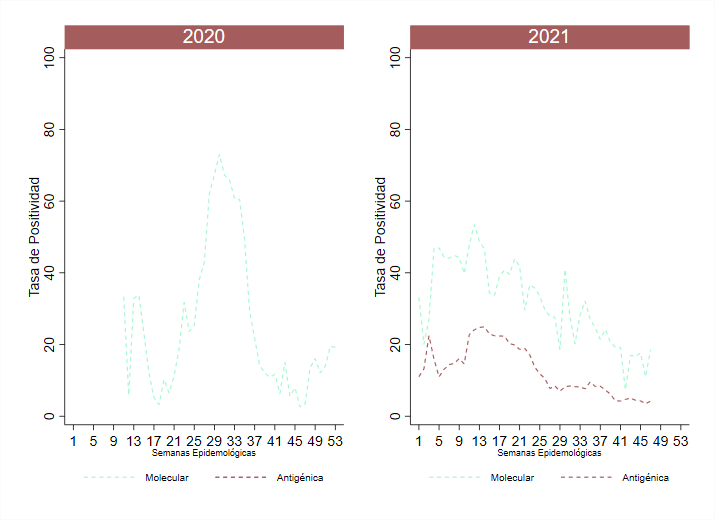 2020
2021
Tasa de Positividad
100
80
60
40
20
0
1 5 9 13 17 21 25 29 33 37 41 45 49 53
Semanas Epidemológicas
Molecular Antigénica
Tasa de Positividad
100
80
60
40
20
0
1 5 9 13 17 21 25 29 33 37 41 45 49 53
Semanas Epidemológicas
Molecular Antigénica